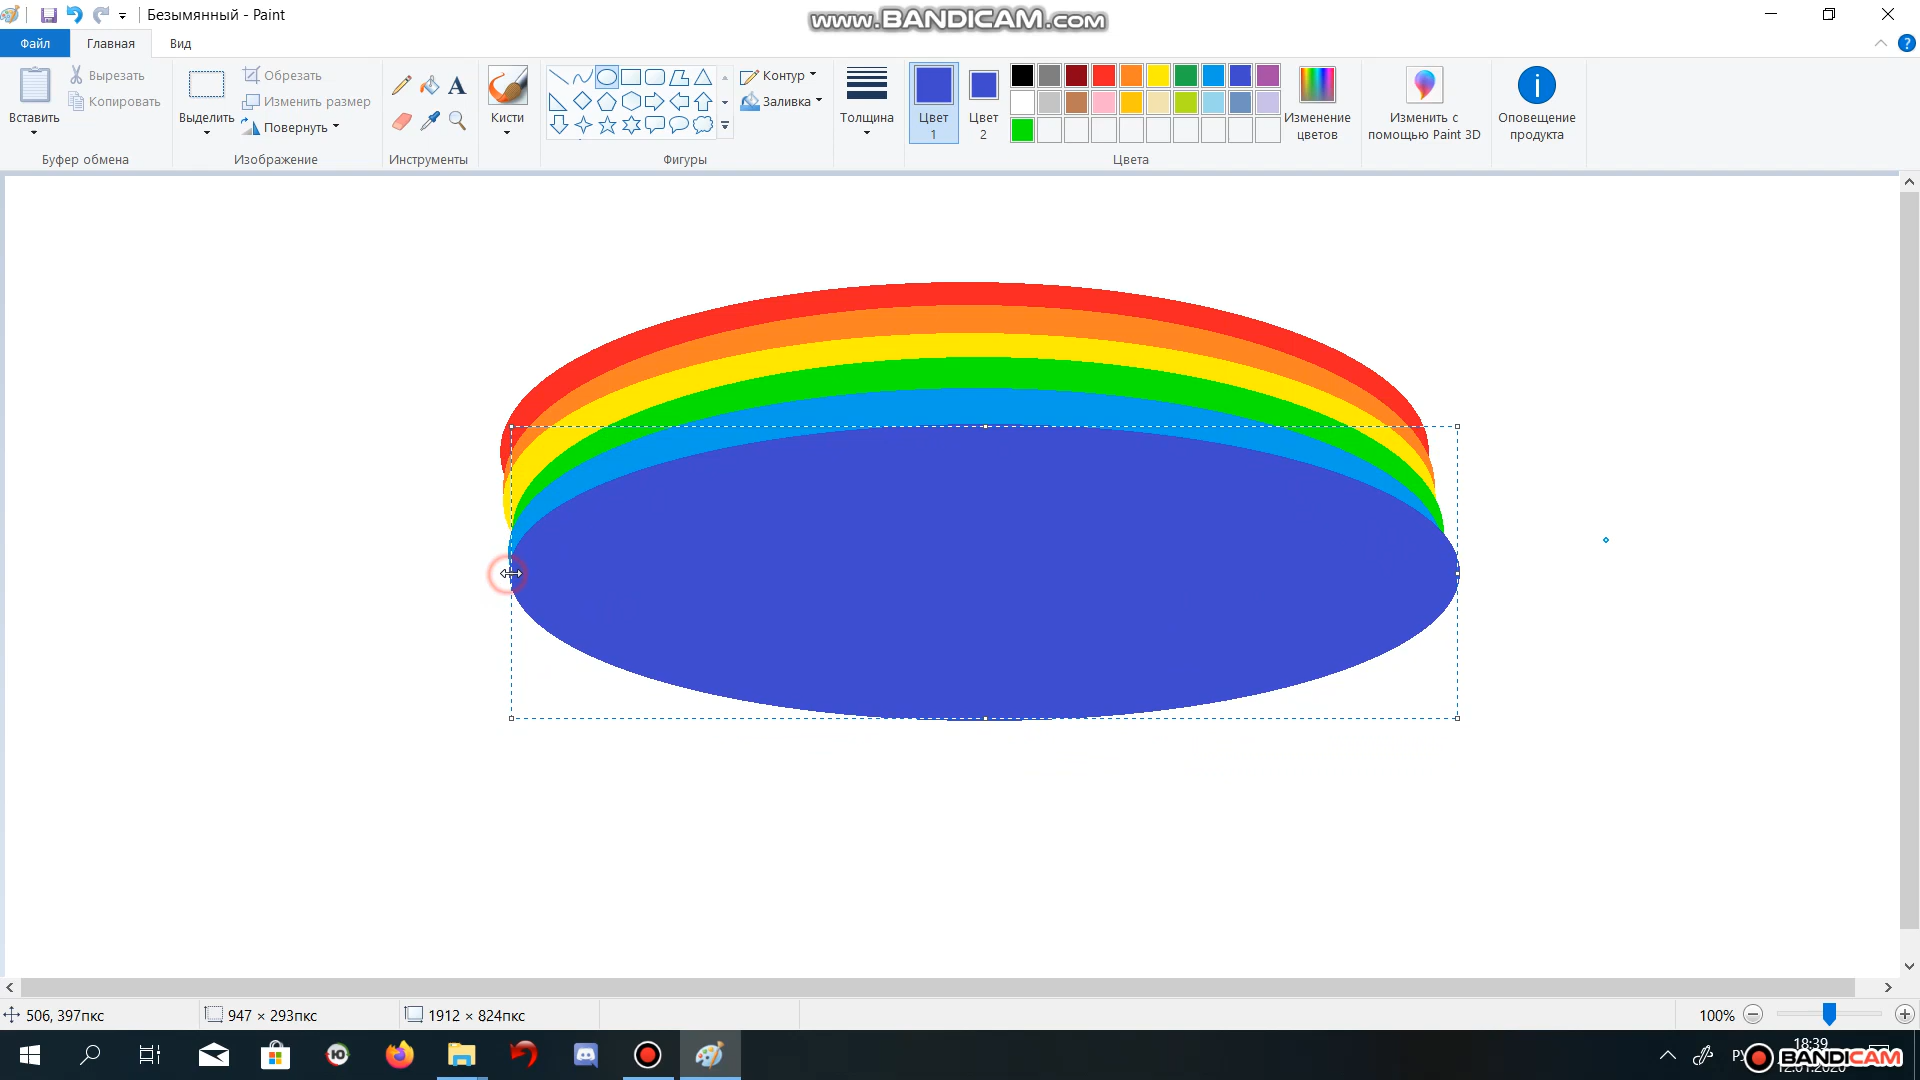 Безымянный - Paint
www.BANDICAM.com
Файл
Главная
Вид
Вставить
Вырезать
Копировать
Буфер обмена
Выделить
Обрезать
Изменить размер
Повернуть
Изображение
A
Инструменты
Кисти
Контур
Заливка
Фигуры
Толщина
Цвет
1
Цвет
2
Изменение
цветов
Цвета
Изменить с
помощью Paint 3D
Оповещение
продукта
506, 397пкс
947 × 293пкс
1912 × 824пкс
100%
18:39
BANDICAM